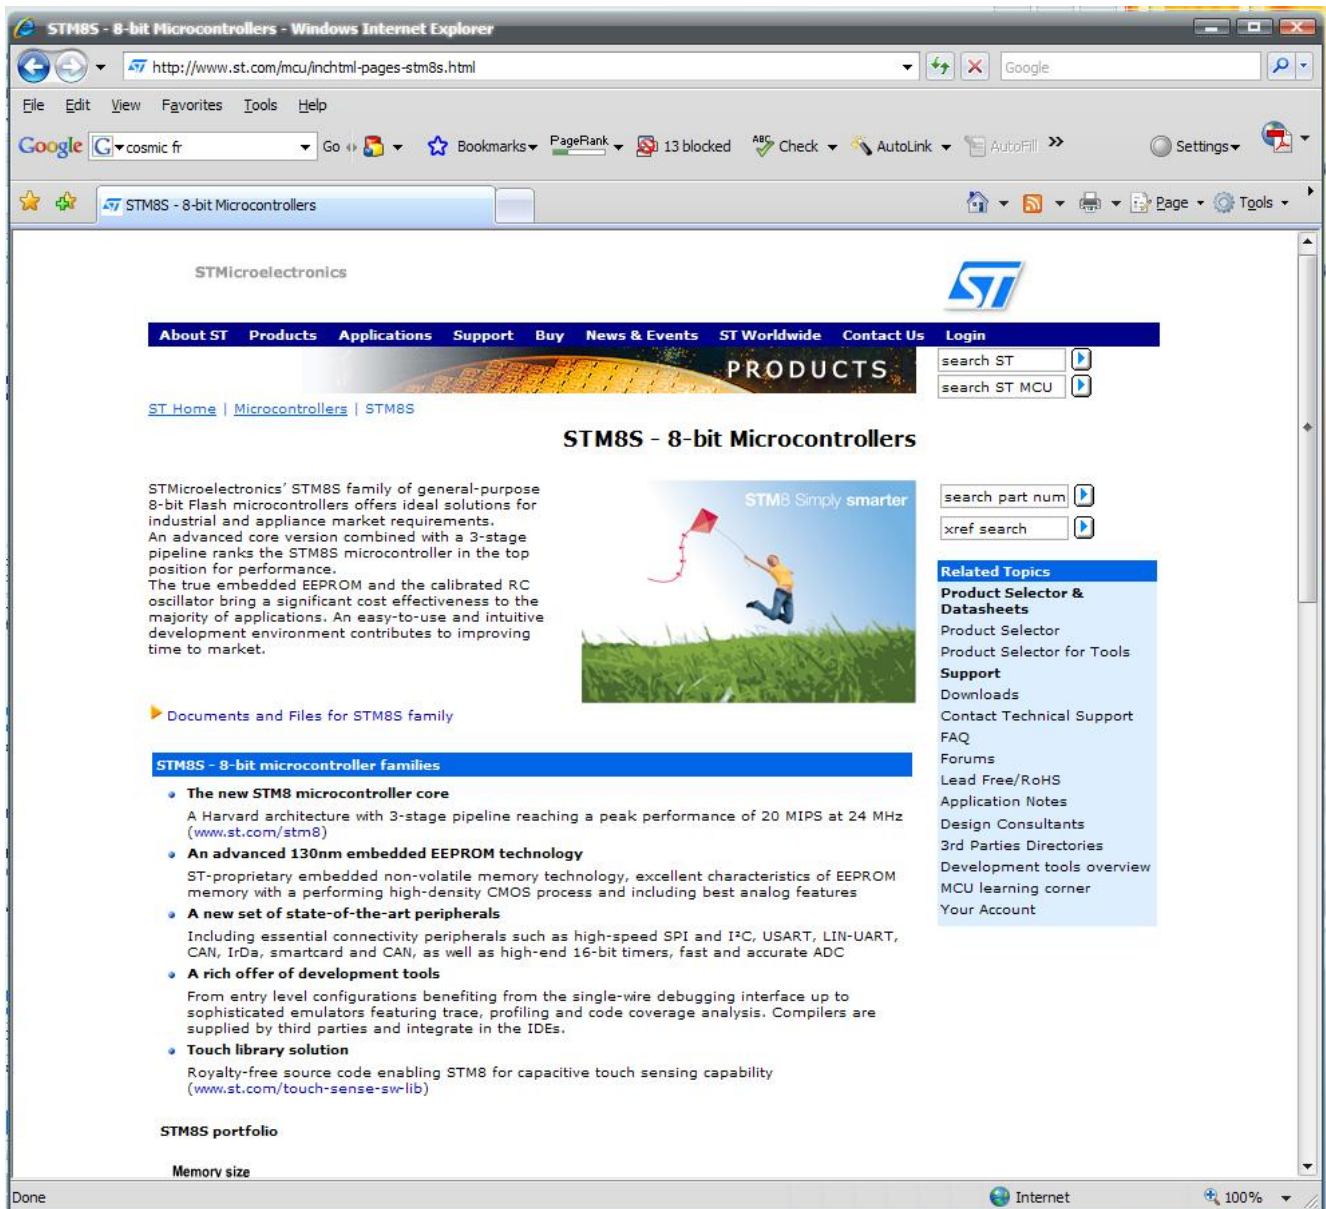 STM8S - 8-bit Microcontrollers - Windows Internet Explorer
http://www.st.com/mcu/inchtml-pages-stm8s.html
Google
File Edit View Favorites Tools Help
Google G cosmic fr Go Bookmarks PageRank 13 blocked ABC Check AutoLink AutoFill >> Settings
STM8S - 8-bit Microcontrollers
Page Tools
STMicroelectronics
ST
About ST Products Applications Support Buy News & Events ST Worldwide Contact Us Login
PRODUCTS
search ST
search ST MCU
ST Home | Microcontrollers | STM8S
STM8S - 8-bit Microcontrollers
STMicroelectronics' STM8S family of general-purpose
8-bit Flash microcontrollers offers ideal solutions for
industrial and appliance market requirements.
An advanced core version combined with a 3-stage
pipeline ranks the STM8S microcontroller in the top
position for performance.
The true embedded EEPROM and the calibrated RC
oscillator bring a significant cost effectiveness to the
majority of applications. An easy-to-use and intuitive
development environment contributes to improving
time to market.
STM8 Simply smarter
search part num
xref search
Documents and Files for STM8S family
Related Topics
Product Selector &
Datasheets
Product Selector
Product Selector for Tools
Support
Downloads
Contact Technical Support
FAQ
Forums
Lead Free/RoHS
Application Notes
Design Consultants
3rd Parties Directories
Development tools overview
MCU learning corner
Your Account
STM8S - 8-bit microcontroller families
The new STM8 microcontroller core
A Harvard architecture with 3-stage pipeline reaching a peak performance of 20 MIPS at 24 MHz
(www.st.com/stm8)
An advanced 130nm embedded EEPROM technology
ST-proprietary embedded non-volatile memory technology, excellent characteristics of EEPROM
memory with a performing high-density CMOS process and including best analog features
A new set of state-of-the-art peripherals
Including essential connectivity peripherals such as high-speed SPI and I²C, USART, LIN-UART,
CAN, IrDa, smartcard and CAN, as well as high-end 16-bit timers, fast and accurate ADC
A rich offer of development tools
From entry level configurations benefiting from the single-wire debugging interface up to
sophisticated emulators featuring trace, profiling and code coverage analysis. Compilers are
supplied by third parties and integrate in the IDEs.
Touch library solution
Royalty-free source code enabling STM8 for capacitive touch sensing capability
(www.st.com/touch-sense-sw-lib)
STM8S portfolio
Memory size
Done Internet 100%